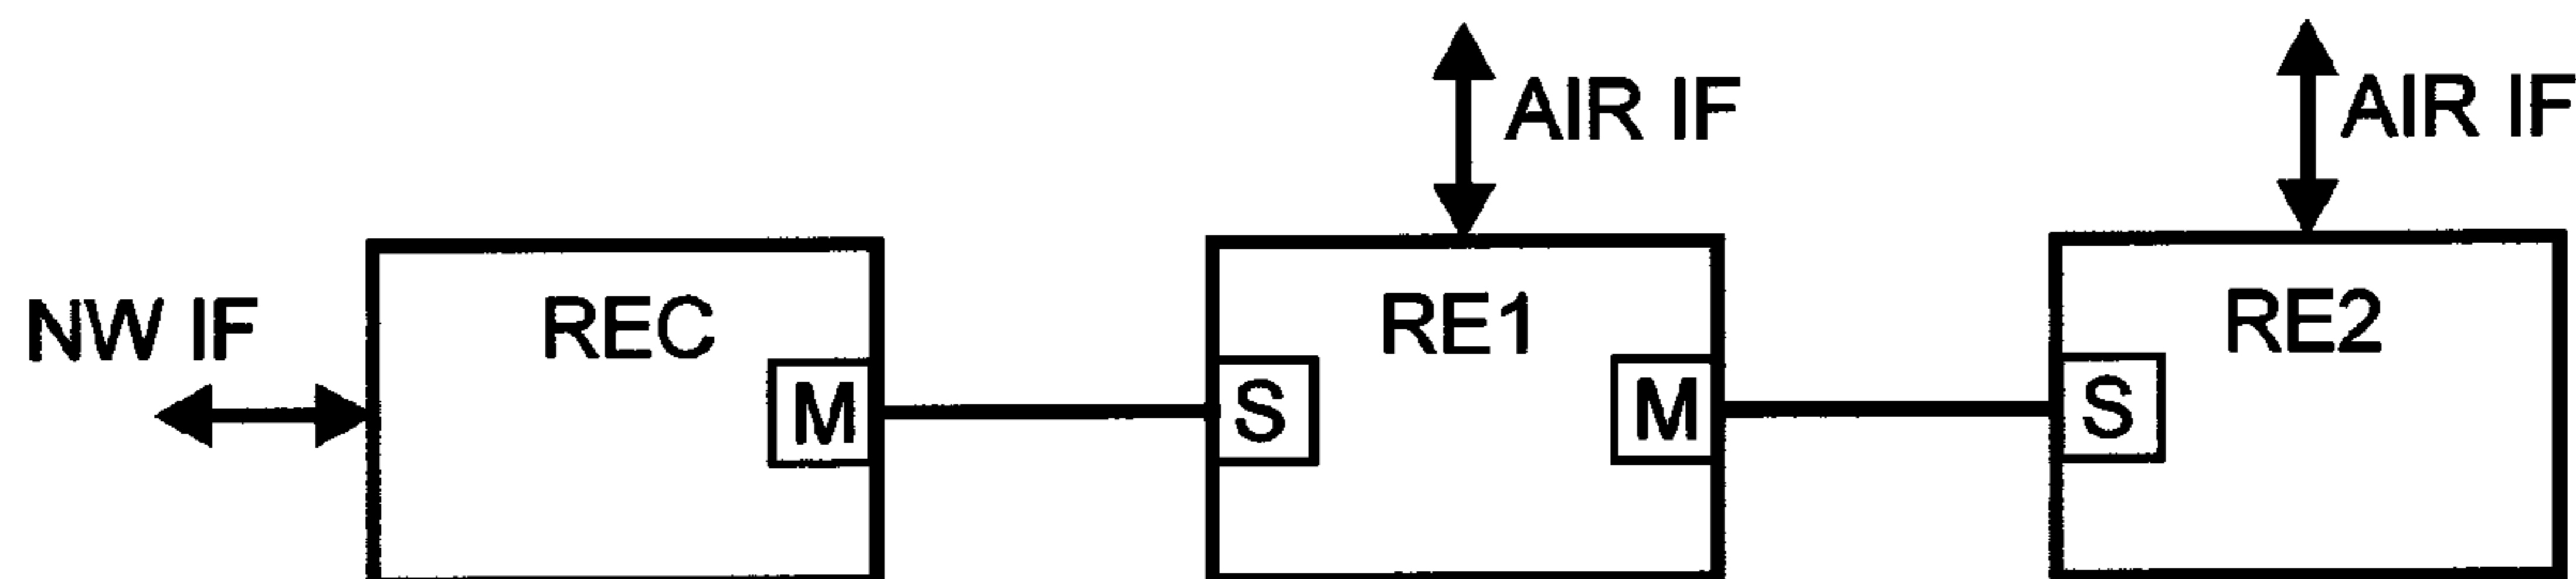 AIR IF
AIR IF
NW IF
REC
RE1
RE2
M
S
M
S